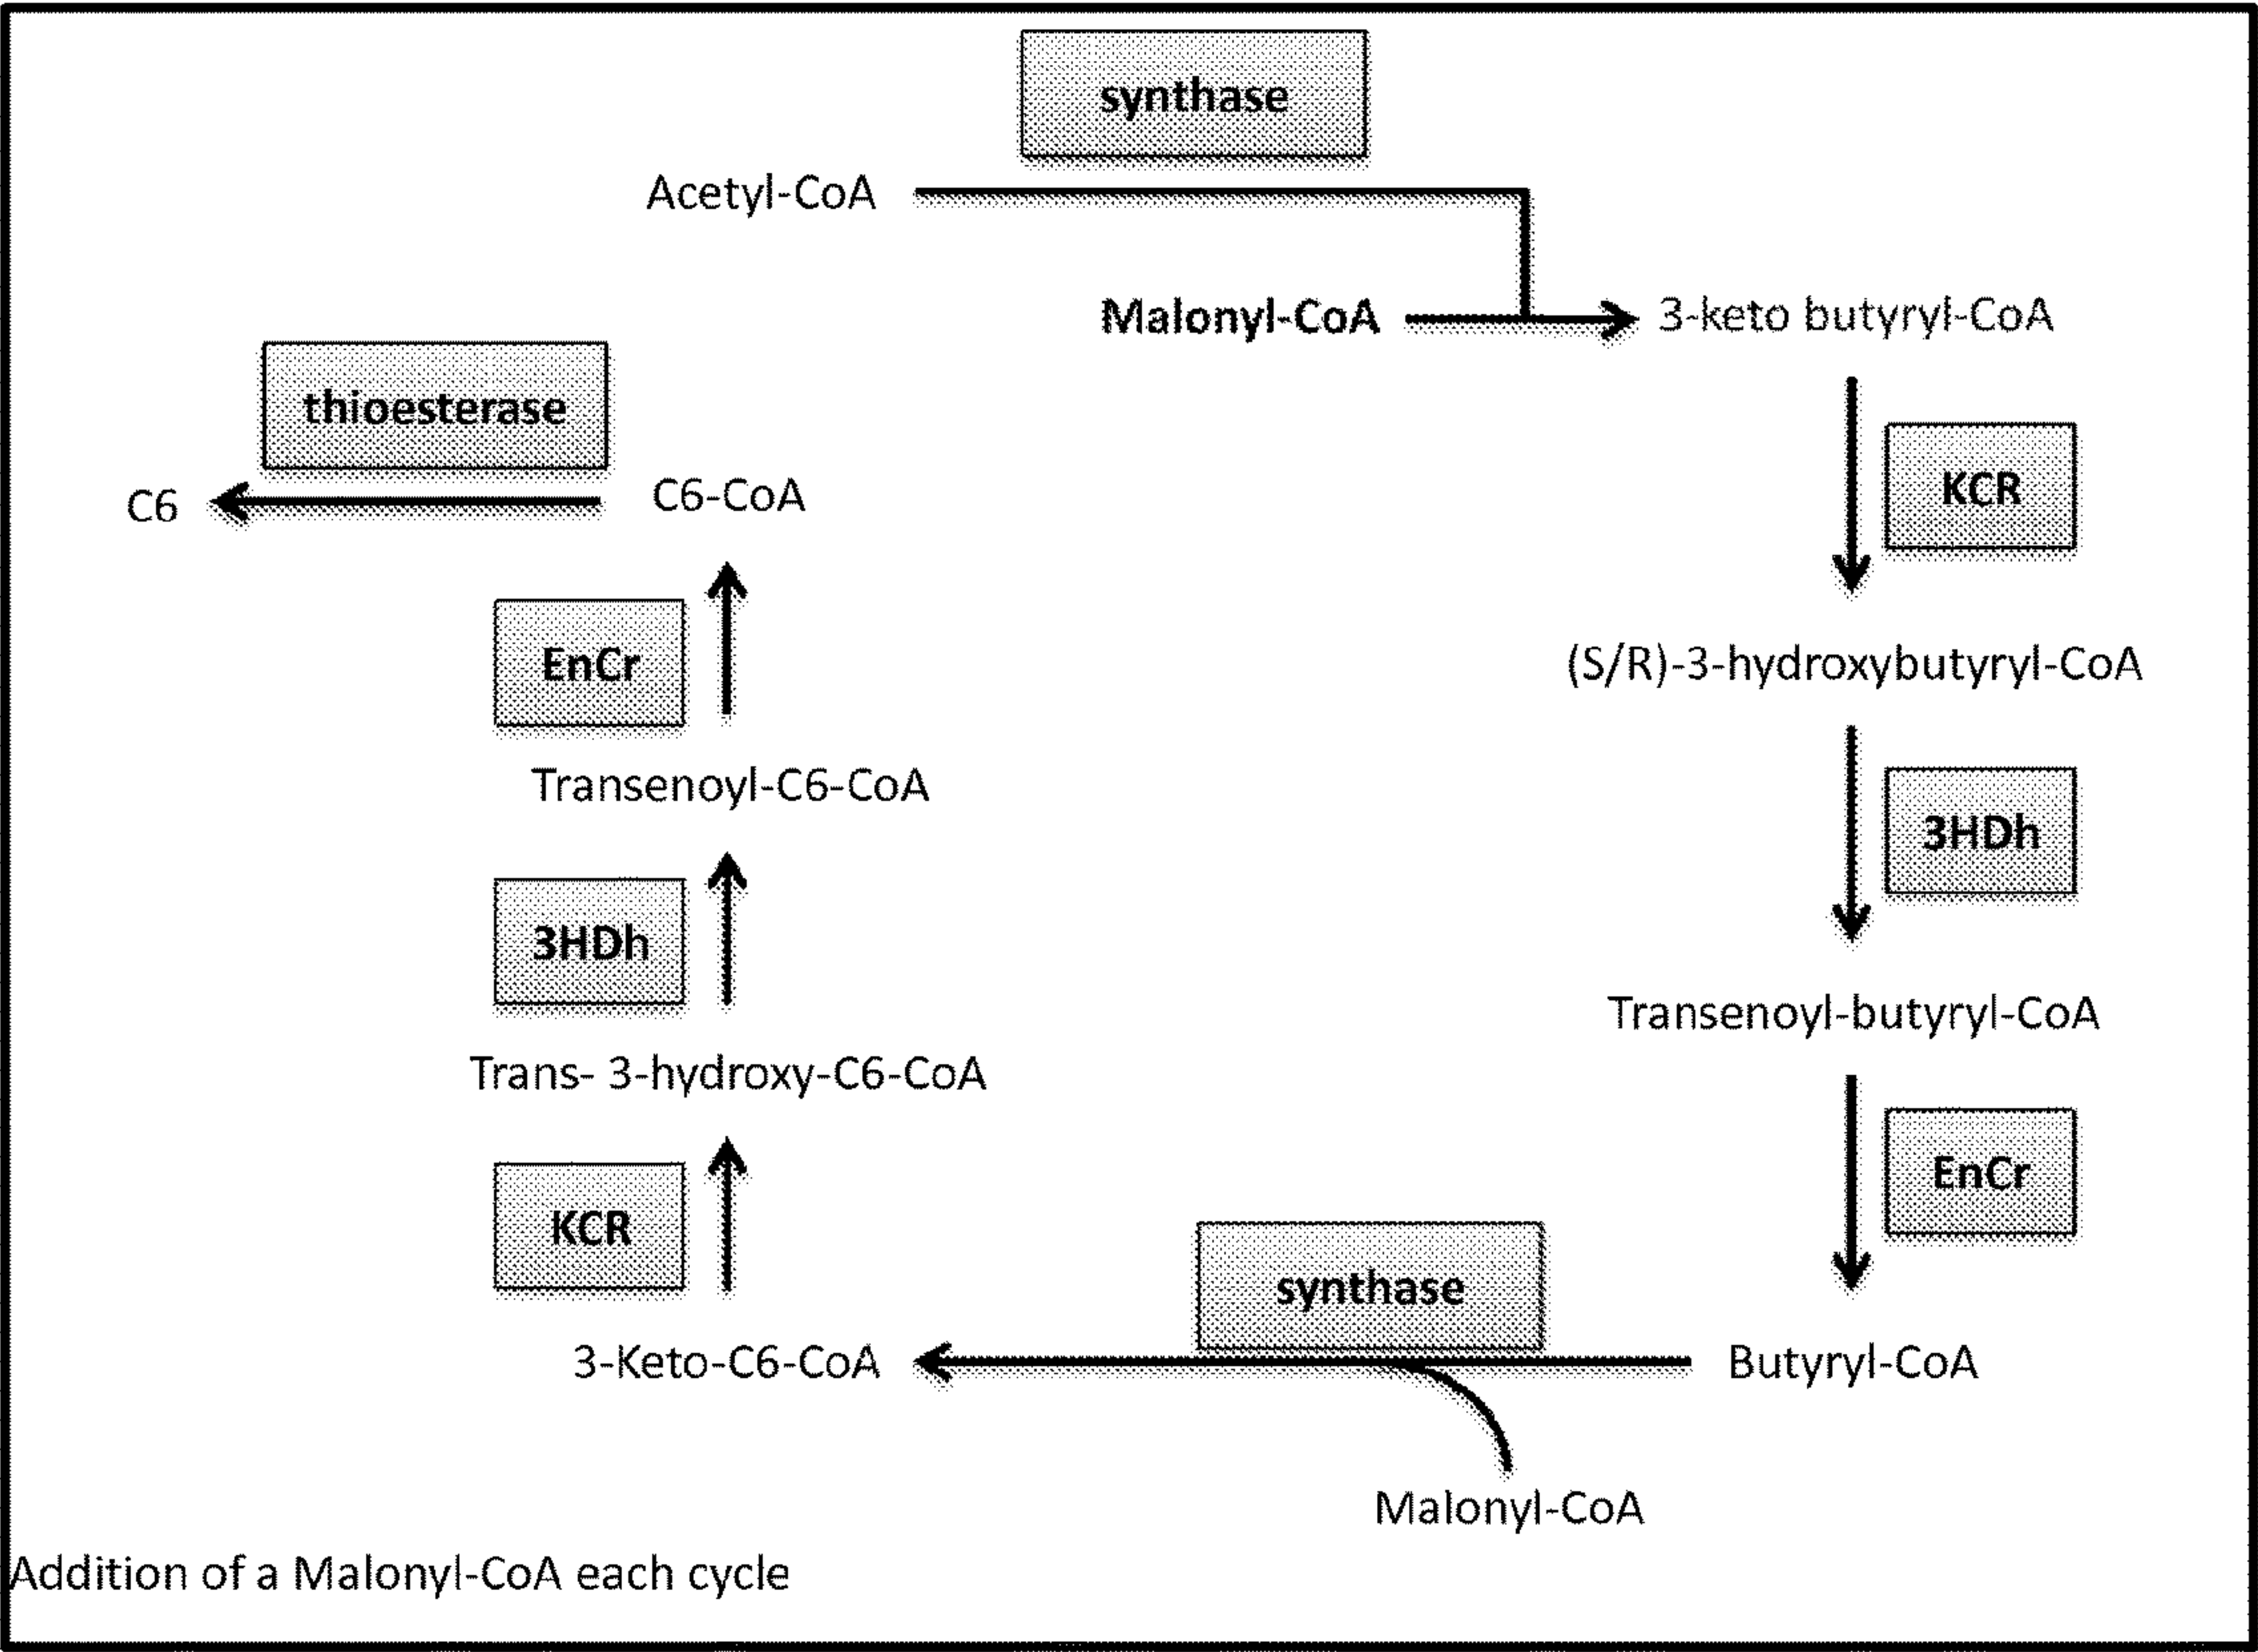 synthase
Acetyl-CoA
Malonyl-CoA
3-keto butyryl-CoA
thioesterase
KCR
C6
C6-CoA
EnCr
(S/R)-3-hydroxybutyryl-CoA
Transenoyl-C6-CoA
3HDh
3HDh
Transenoyl-butyryl-CoA
Trans- 3-hydroxy-C6-CoA
EnCr
KCR
synthase
3-Keto-C6-CoA
Butyryl-CoA
Malonyl-CoA
Addition of a Malonyl-CoA each cycle